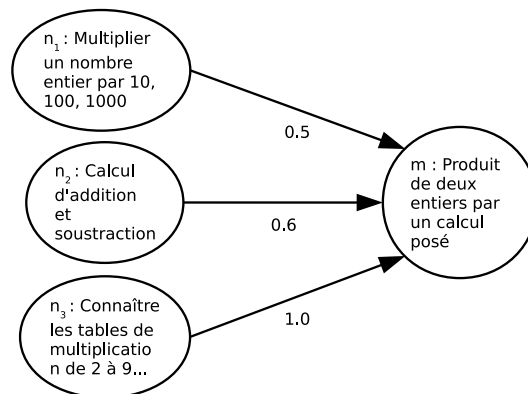 n1 : Multiplier
un nombre
entier par 10,
100, 1000
0.5
n2 : Calcul
d'addition
et
soustraction
0.6
m : Produit
de deux
entiers par
un calcul
posé
n3 : Connaître
les tables de
multiplicatio
n de 2 à 9...
1.0